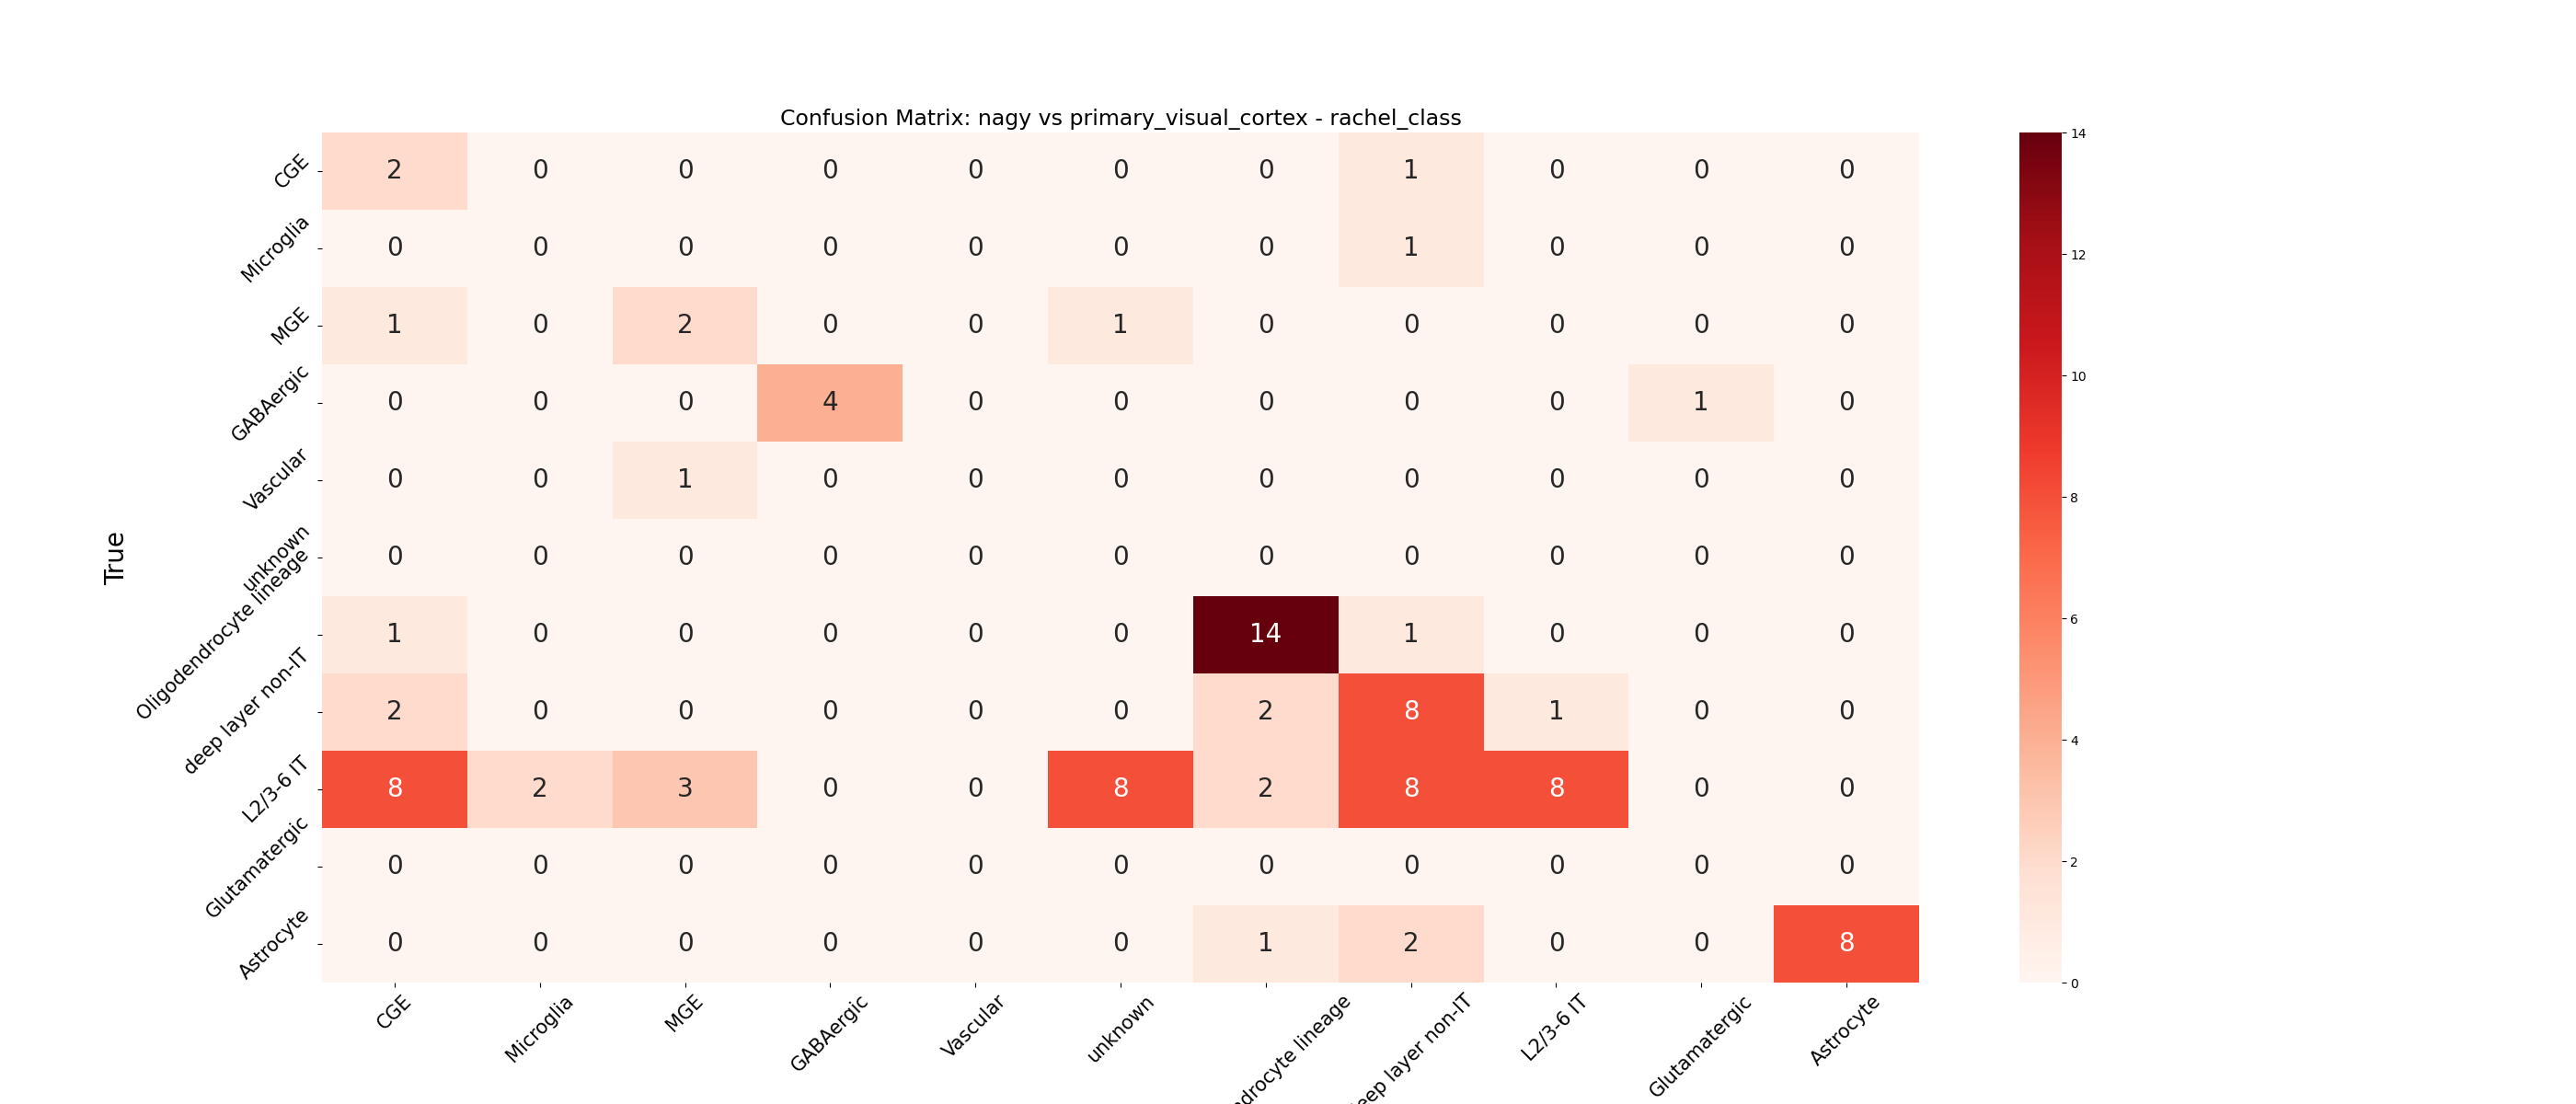 Confusion Matrix: nagy vs primary_visual_cortex - rachel_class
True
CGE 2 0 0 0 0 0 0 1 0 0 0
Microglia 0 0 0 0 0 0 0 1 0 0 0
MGE 1 0 2 0 0 1 0 0 0 0 0
GABAergic 0 0 0 4 0 0 0 0 0 1 0
Vascular 0 0 1 0 0 0 0 0 0 0 0
unknown 0 0 0 0 0 0 0 0 0 0 0
Oligodendrocyte lineage 1 0 0 0 0 0 14 1 0 0 0
deep layer non-IT 2 0 0 0 0 0 2 8 1 0 0
L2/3-6 IT 8 2 3 0 0 8 2 8 8 0 0
Glutamatergic 0 0 0 0 0 0 0 0 0 0 0
Astrocyte 0 0 0 0 0 0 1 2 0 0 8
CGE Microglia MGE GABAergic Vascular unknown ndrocyte lineage eep layer non-IT L2/3-6 IT Glutamatergic Astrocyte
14
12
10
8
6
4
2
0